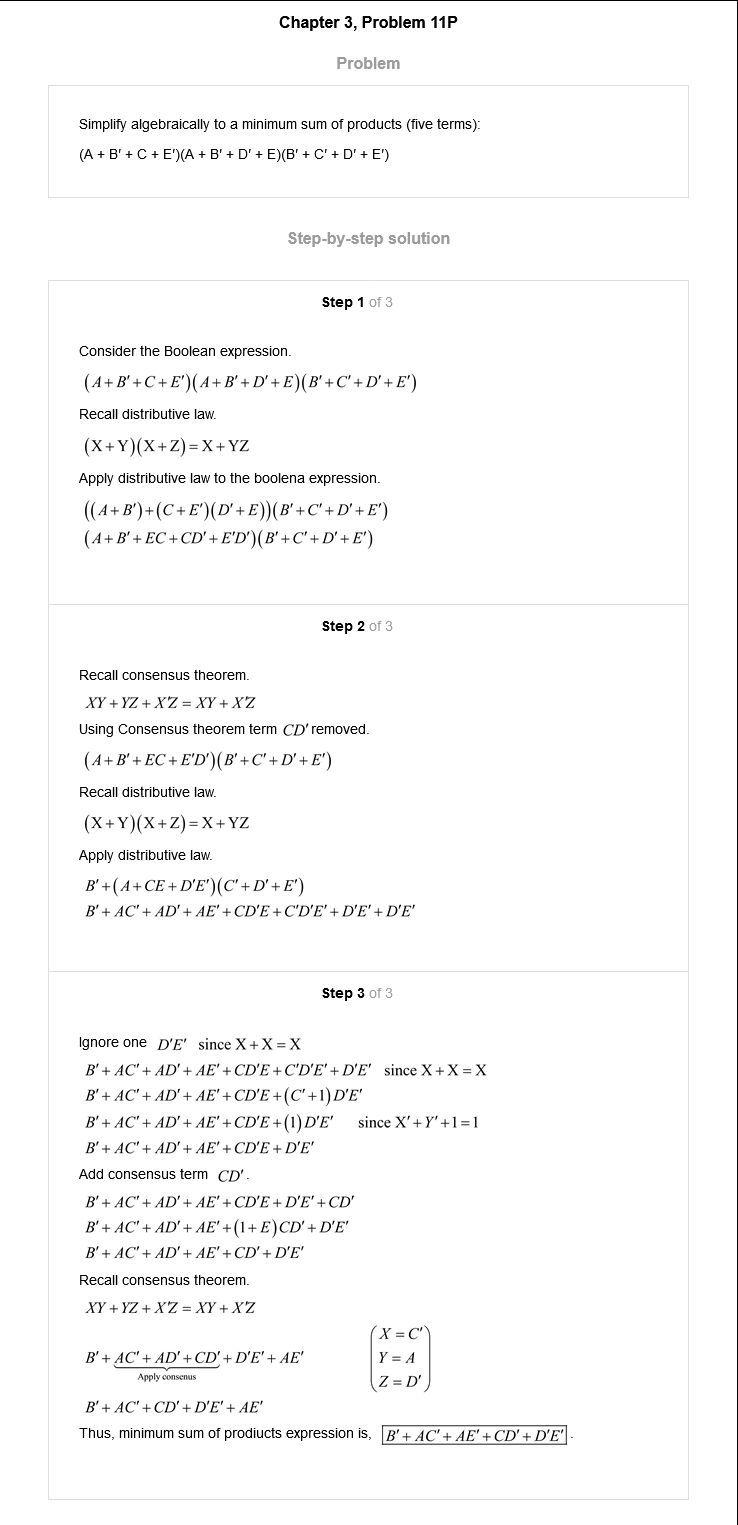 Chapter 3, Problem 11P
Problem
Simplify algebraically to a minimum sum of products (five terms):
(A + B′ + C + E′)(A + B′ + D′ + E)(B′ + C′ + D′ + E′)
Step-by-step solution
Step 1 of 3
Consider the Boolean expression.
(A+B′+C+E′)(A+B′+D′+E)(B′+C′+D′+E′)
Recall distributive law.
(X+Y)(X+Z)=X+YZ
Apply distributive law to the boolena expression.
((A+B′)+(C+E′)(D′+E))(B′+C′+D′+E′)
(A+B′+EC+CD′+E′D′)(B′+C′+D′+E′)
Step 2 of 3
Recall consensus theorem.
XY+YZ+X′Z=XY+X′Z
Using Consensus theorem term CD′ removed.
(A+B′+EC+E′D′)(B′+C′+D′+E′)
Recall distributive law.
(X+Y)(X+Z)=X+YZ
Apply distributive law.
B′+(A+CE+D′E′)(C′+D′+E′)
B′+AC′+AD′+AE′+CD′E+C′D′E′+D′E′+D′E′
Step 3 of 3
Ignore one D′E′ since X+X=X
B′+AC′+AD′+AE′+CD′E+C′D′E′+D′E′ since X+X=X
B′+AC′+AD′+AE′+CD′E+(C′+1)D′E′
B′+AC′+AD′+AE′+CD′E+(1)D′E′ since X′+Y′+1=1
B′+AC′+AD′+AE′+CD′E+D′E′
Add consensus term CD′.
B′+AC′+AD′+AE′+CD′E+D′E′+CD′
B′+AC′+AD′+AE′+(1+E)CD′+D′E′
B′+AC′+AD′+AE′+CD′+D′E′
Recall consensus theorem.
XY+YZ+X′Z=XY+X′Z
B′+AC′+AD′+CD′+D′E′+AE′
Apply consenus
X=C′
Y=A
Z=D′
B′+AC′+CD′+D′E′+AE′
Thus, minimum sum of prodiucts expression is, B′+AC′+AE′+CD′+D′E′.